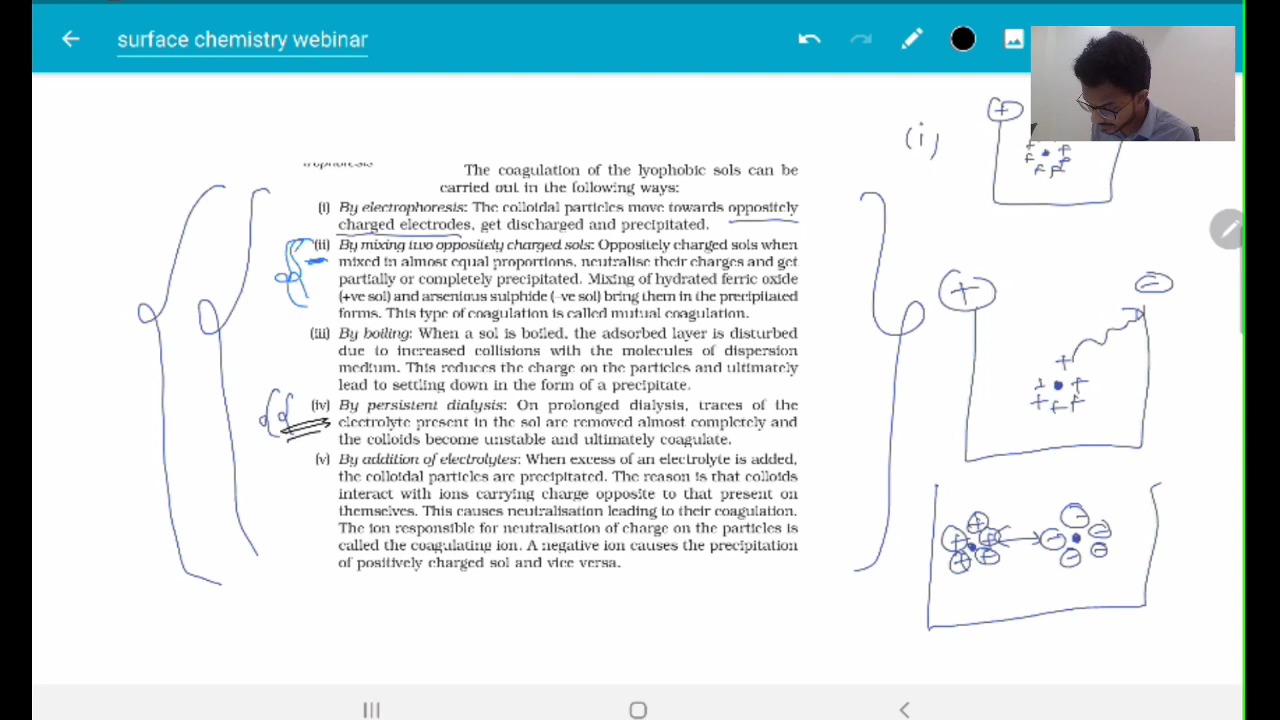 surface chemistry webinar
The coagulation of the lyophobic sols can be
carried out in the following ways:
(i) By electrophoresis: The colloidal particles move towards oppositely
charged electrodes, get discharged and precipitated.
(ii) By mixing two oppositely charged sols: Oppositely charged sols when
mixed in almost equal proportions, neutralise their charges and get
partially or completely precipitated. Mixing of hydrated ferric oxide
(+ve sol) and arsenious sulphide (–ve sol) bring them in the precipitated
forms. This type of coagulation is called mutual coagulation.
(iii) By boiling: When a sol is boiled, the adsorbed layer is disturbed
due to increased collisions with the molecules of dispersion
medium. This reduces the charge on the particles and ultimately
lead to settling down in the form of a precipitate.
(iv) By persistent dialysis: On prolonged dialysis, traces of the
electrolyte present in the sol are removed almost completely and
the colloids become unstable and ultimately coagulate.
(v) By addition of electrolytes: When excess of an electrolyte is added,
the colloidal particles are precipitated. The reason is that colloids
interact with ions carrying charge opposite to that present on
themselves. This causes neutralisation leading to their coagulation.
The ion responsible for neutralisation of charge on the particles is
called the coagulating ion. A negative ion causes the precipitation
of positively charged sol and vice versa.
(i)
+
+ -
+
+ +
+ + +
+ -
+ + - -
+ + - -